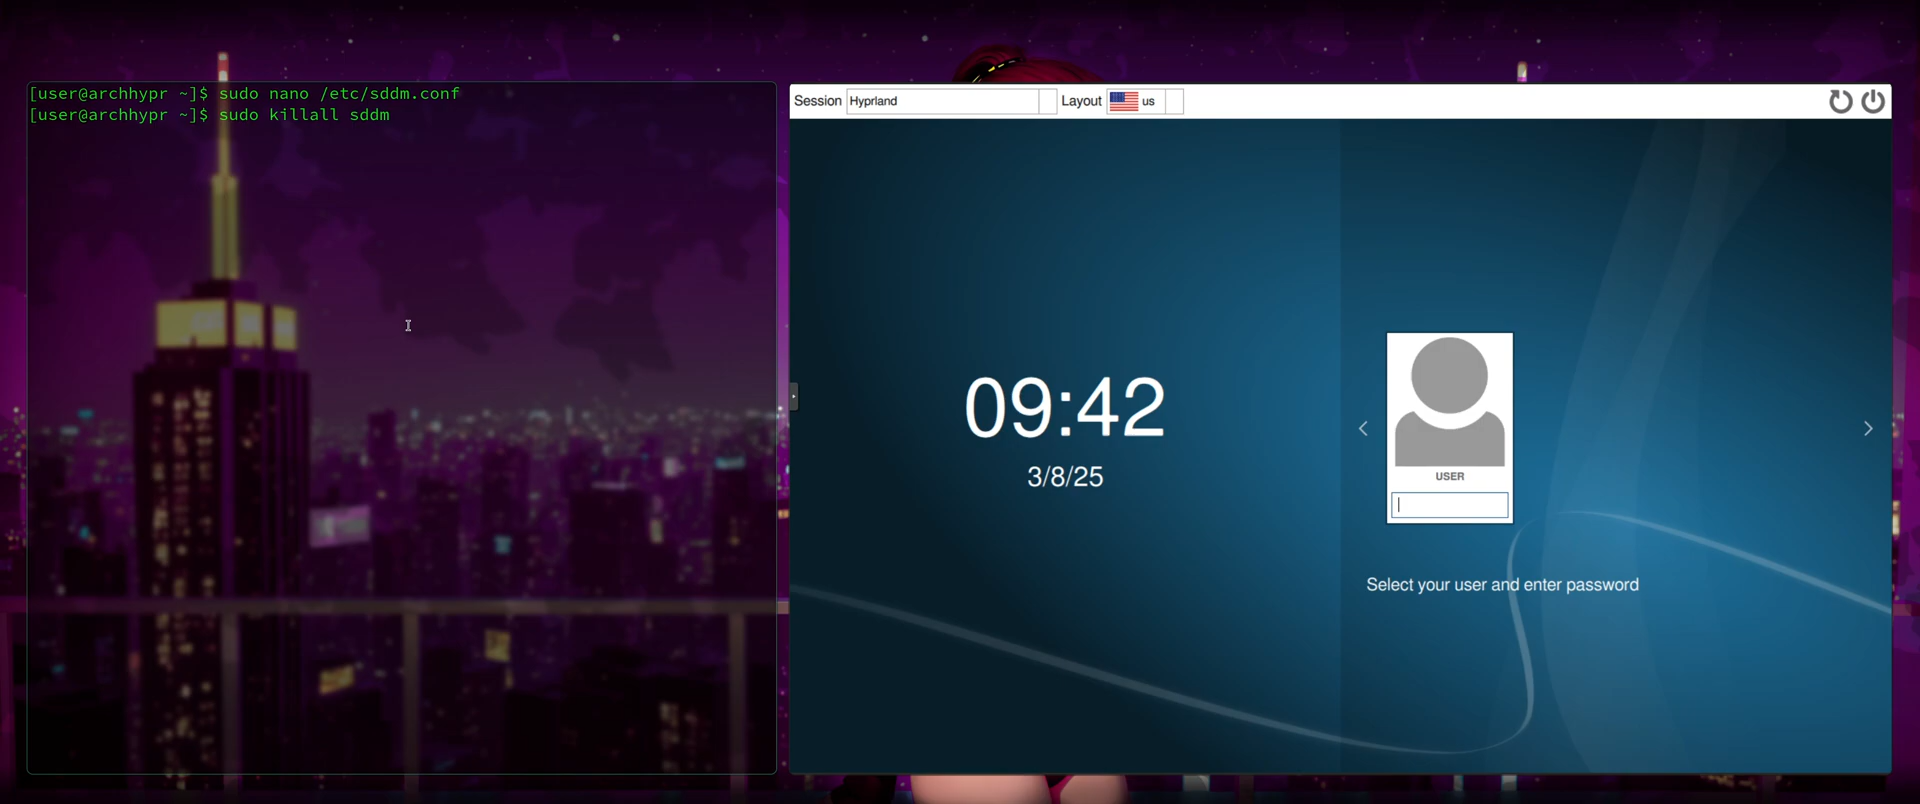 [user@archhypr ~]$ sudo nano /etc/sddm.conf
[user@archhypr ~]$ sudo killall sddm
Session Hyprland Layout us
09:42
3/8/25
USER
Select your user and enter password